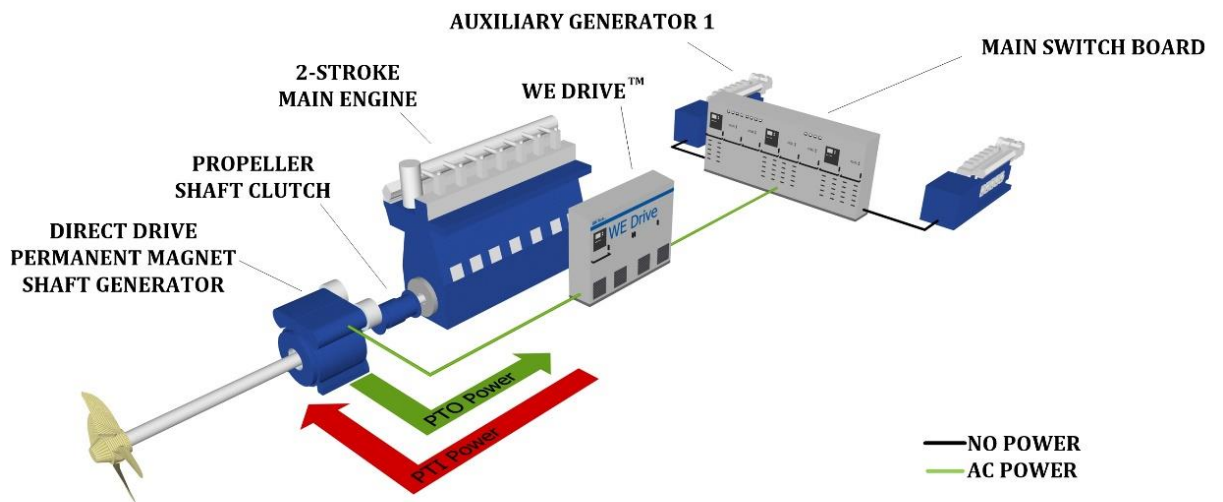 AUXILIARY GENERATOR 1
MAIN SWITCH BOARD
2-STROKE
MAIN ENGINE
WE DRIVE™
PROPELLER
SHAFT CLUTCH
DIRECT DRIVE
PERMANENT MAGNET
SHAFT GENERATOR
WE Drive
PTO Power
PTI Power
NO POWER
AC POWER